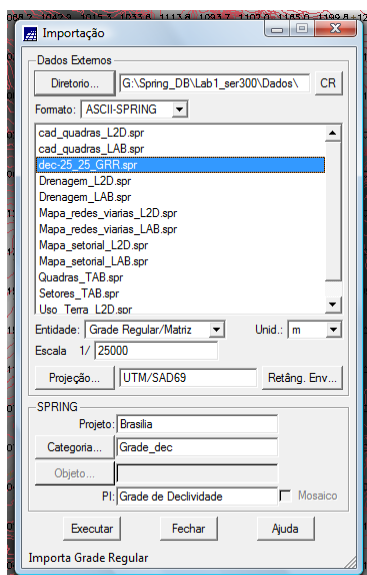 Importação
Dados Externos
Diretorio... G:\Spring_DB\Lab1_ser300\Dados\ CR
Formato: ASCII-SPRING
cad_quadras_L2D.spr
cad_quadras_LAB.spr
dec-25_25_GRR.spr
Drenagem_L2D.spr
Drenagem_LAB.spr
Mapa_redes_viarias_L2D.spr
Mapa_redes_viarias_LAB.spr
Mapa_setorial_L2D.spr
Mapa_setorial_LAB.spr
Quadras_TAB.spr
Setores_TAB.spr
Uso_Terra_L2D.spr
Entidade: Grade Regular/Matriz Unid.: m
Escala 1/ 25000
Projeção... UTM/SAD69 Retâng. Env...
SPRING
Projeto: Brasilia
Categoria... Grade_dec
Objeto...
PI: Grade de Declividade Mosaico
Executar Fechar Ajuda
Importa Grade Regular